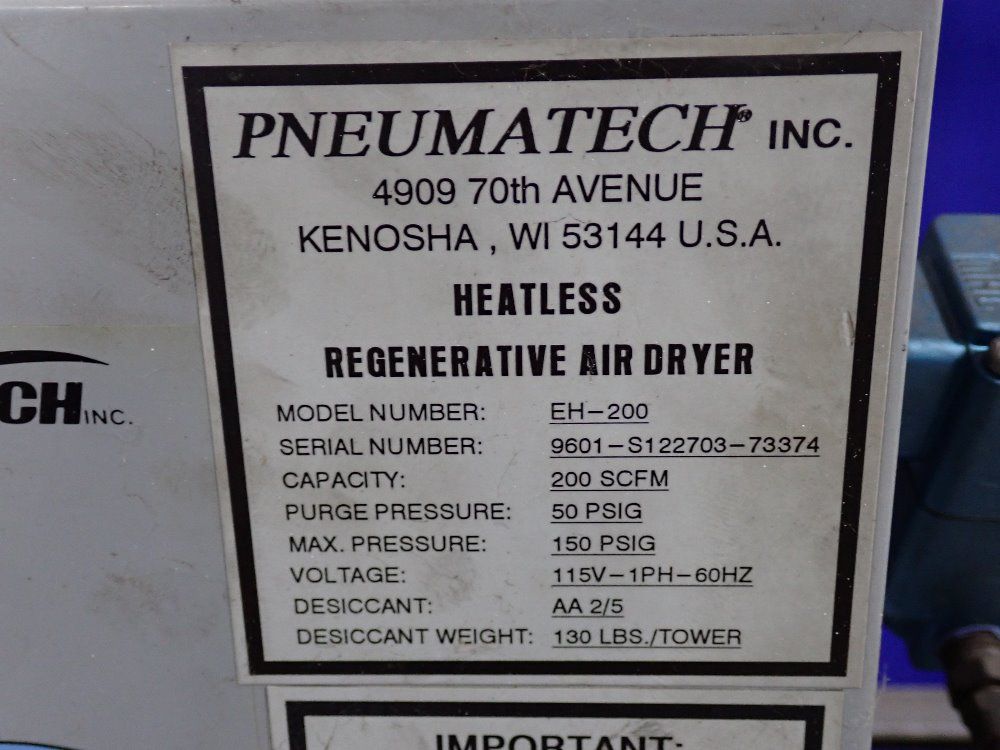 PNEUMATECH® INC.
4909 70th AVENUE
KENOSHA , WI 53144 U.S.A.
HEATLESS
REGENERATIVE AIR DRYER
MODEL NUMBER: EH-200
SERIAL NUMBER: 9601-S122703-73374
CAPACITY: 200 SCFM
PURGE PRESSURE: 50 PSIG
MAX. PRESSURE: 150 PSIG
VOLTAGE: 115V-1PH-60HZ
DESICCANT: AA 2/5
DESICCANT WEIGHT: 130 LBS./TOWER
CH INC.
IMPORTANT: